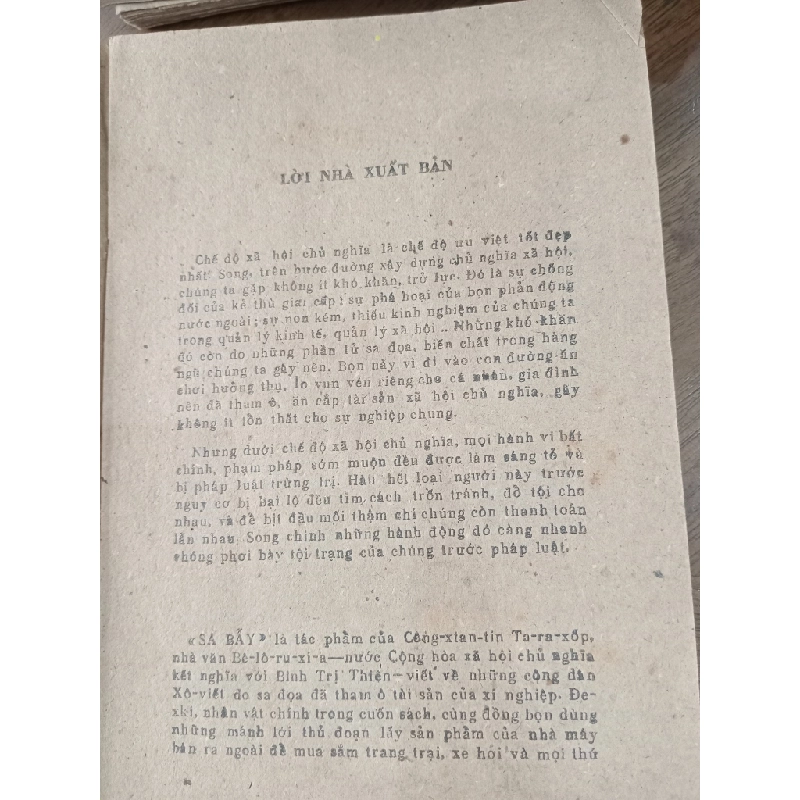 LỜI NHÀ XUẤT BẢN
Chế độ xã hội chủ nghĩa là chế độ ưu việt tốt đẹp
nhất. Song, trên bước đường xây dựng chủ nghĩa xã hội,
chúng ta gặp không ít khó khăn, trở lực. Đó là sự chống
đối của kẻ thù giai cấp; sự phá hoại của bọn phản động
nước ngoài; sự non kém, thiếu kinh nghiệm của chúng ta
trong quản lý kinh tế, quản lý xã hội... Những khó khăn
đó còn do những phần tử sa đọa, biến chất trong hàng
ngũ chúng ta gây nên. Bọn này vì đi vào con đường ăn
chơi hưởng thụ, lo vun vén riêng cho cá nhân, gia đình
nên đã tham ô, ăn cắp tài sản xã hội chủ nghĩa, gây
không ít tổn thất cho sự nghiệp chung.
Nhưng dưới chế độ xã hội chủ nghĩa, mọi hành vi bất
chính, phạm pháp sớm muộn đều được làm sáng tỏ và
bị pháp luật trừng trị. Hầu hết loại người này trước
nguy cơ bị bại lộ đều tìm cách trốn tránh, đổ tội cho
nhau, và để bịt đầu mối thậm chí chúng còn thanh toán
lẫn nhau. Song chính những hành động đó càng nhanh
chóng phơi bày tội trạng của chúng trước pháp luật.
«SA BẪY» là tác phẩm của Công-xtan-tin Ta-ra-xốp,
nhà văn Bê-lô-ru-xi-a—nước Cộng hòa xã hội chủ nghĩa
kết nghĩa với Bình Trị Thiên—viết về những công dân
Xô-viết do sa đọa đã tham ô tài sản của xí nghiệp. Đe-
xki, nhân vật chính trong cuốn sách, cùng đồng bọn dùng
những mánh lới thủ đoạn lấy sản phẩm của nhà máy
bán ra ngoài để mua sắm trang trại, xe hơi và mọi thứ